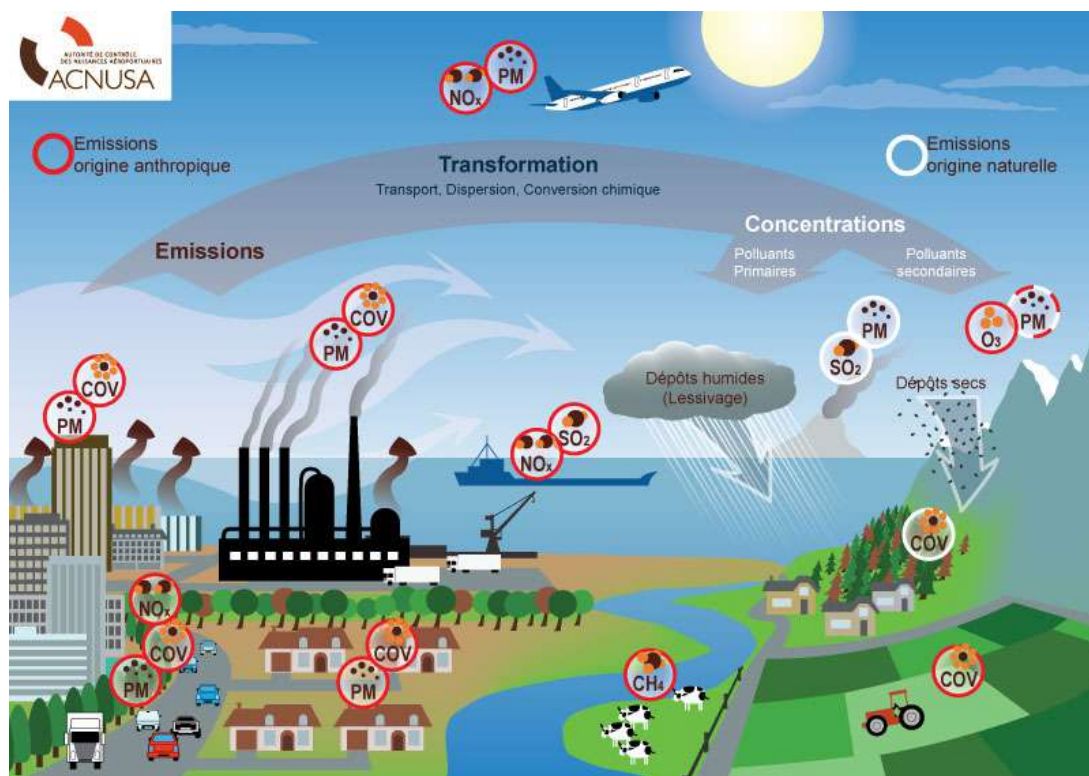 AUTORITÉ DE CONTRÔLE
DES NUISANCES AÉROPORTUAIRES
ACNUSA
NOx
PM
Emissions
origine anthropique
Emissions
origine naturelle
Transformation
Transport, Dispersion, Conversion chimique
Concentrations
Emissions
Polluants
Primaires
Polluants
secondaires
COV
PM
PM
SO2
O3
PM
COV
PM
Dépôts humides
(Lessivage)
Dépôts secs
SO2
NOx
COV
NOx
COV
PM
COV
PM
CH4
COV